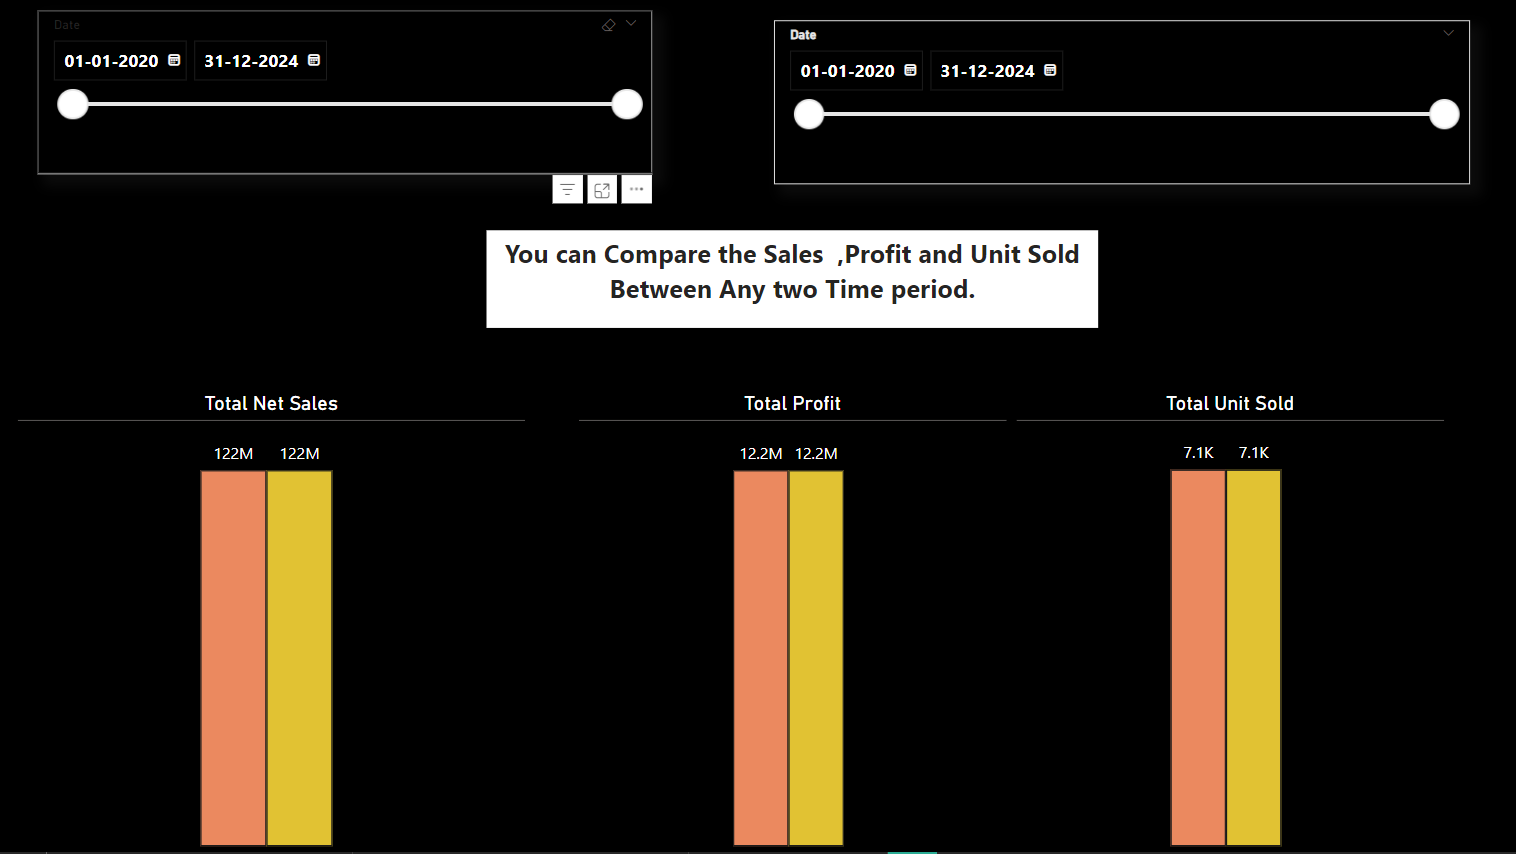 Date
01-01-2020 31-12-2024
Date
01-01-2020 31-12-2024
You can Compare the Sales  ,Profit and Unit Sold
Between Any two Time period.
Total Net Sales
122M 122M
Total Profit
12.2M 12.2M
Total Unit Sold
7.1K 7.1K